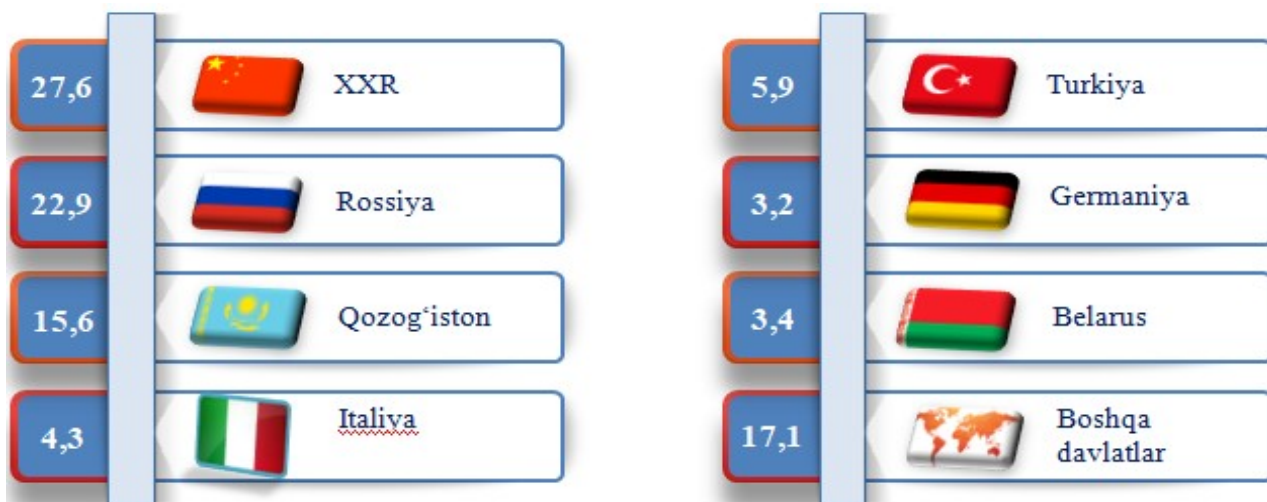 27,6 XXR
22,9 Rossiya
15,6 Qozog‘iston
4,3 Italiya
5,9 Turkiya
3,2 Germaniya
3,4 Belarus
17,1 Boshqa
davlatlar